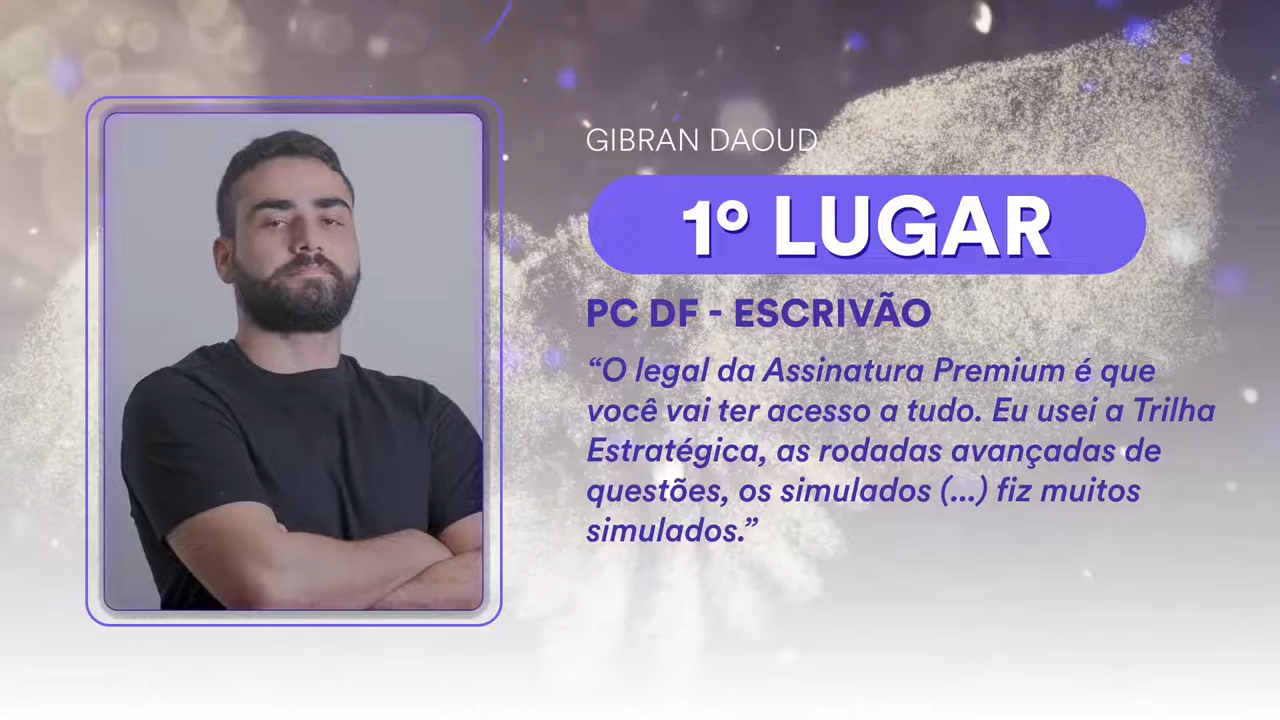 GIBRAN DAOUD
1º LUGAR
PC DF - ESCRIVÃO
“O legal da Assinatura Premium é que
você vai ter acesso a tudo. Eu usei a Trilha
Estratégica, as rodadas avançadas de
questões, os simulados (...) fiz muitos
simulados.”